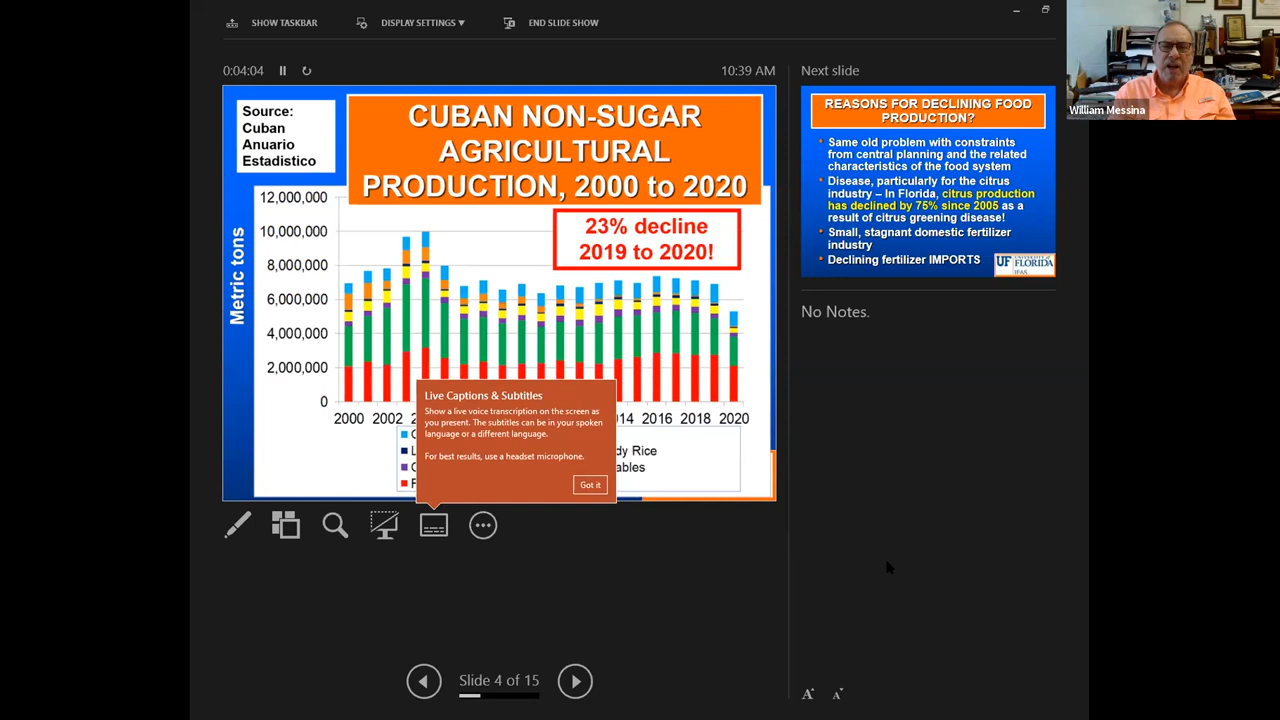 SHOW TASKBAR
DISPLAY SETTINGS
END SLIDE SHOW
0:04:04
10:39 AM
Source:
Cuban
Anuario
Estadistico
CUBAN NON-SUGAR
AGRICULTURAL
PRODUCTION, 2000 to 2020
23% decline
2019 to 2020!
Metric tons
12,000,000
10,000,000
8,000,000
6,000,000
4,000,000
2,000,000
0
2000
2002
2016
2018
2020
Live Captions & Subtitles
Show a live voice transcription on the screen as
you present. The subtitles can be in your spoken
language or a different language.
For best results, use a headset microphone.
Got it
Rice
Slide 4 of 15
Next slide
REASONS FOR DECLINING FOOD
PRODUCTION?
Same old problem with constraints
from central planning and the related
characteristics of the food system
Disease, particularly for the citrus
industry – In Florida, citrus production
has declined by 75% since 2005 as a
result of citrus greening disease!
Small, stagnant domestic fertilizer
industry
Declining fertilizer IMPORTS
UF UNIVERSITY of
FLORIDA
IFAS
No Notes.
A A
William Messina